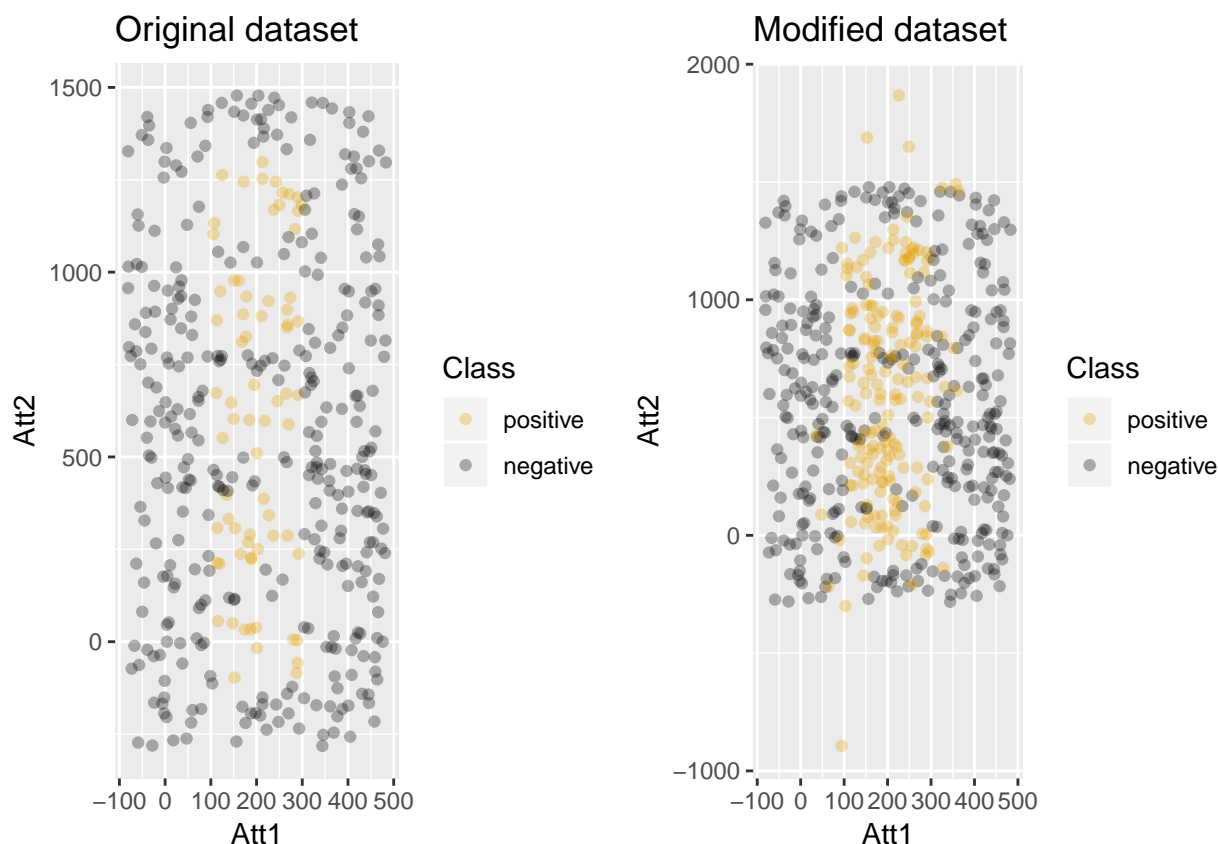 Original dataset
1500
1000
500
0
−100 0 100 200 300 400 500
Att1
Att2
Class
positive
negative
Modified dataset
2000
1000
0
−1000
−100 0 100 200 300 400 500
Att1
Att2
Class
positive
negative